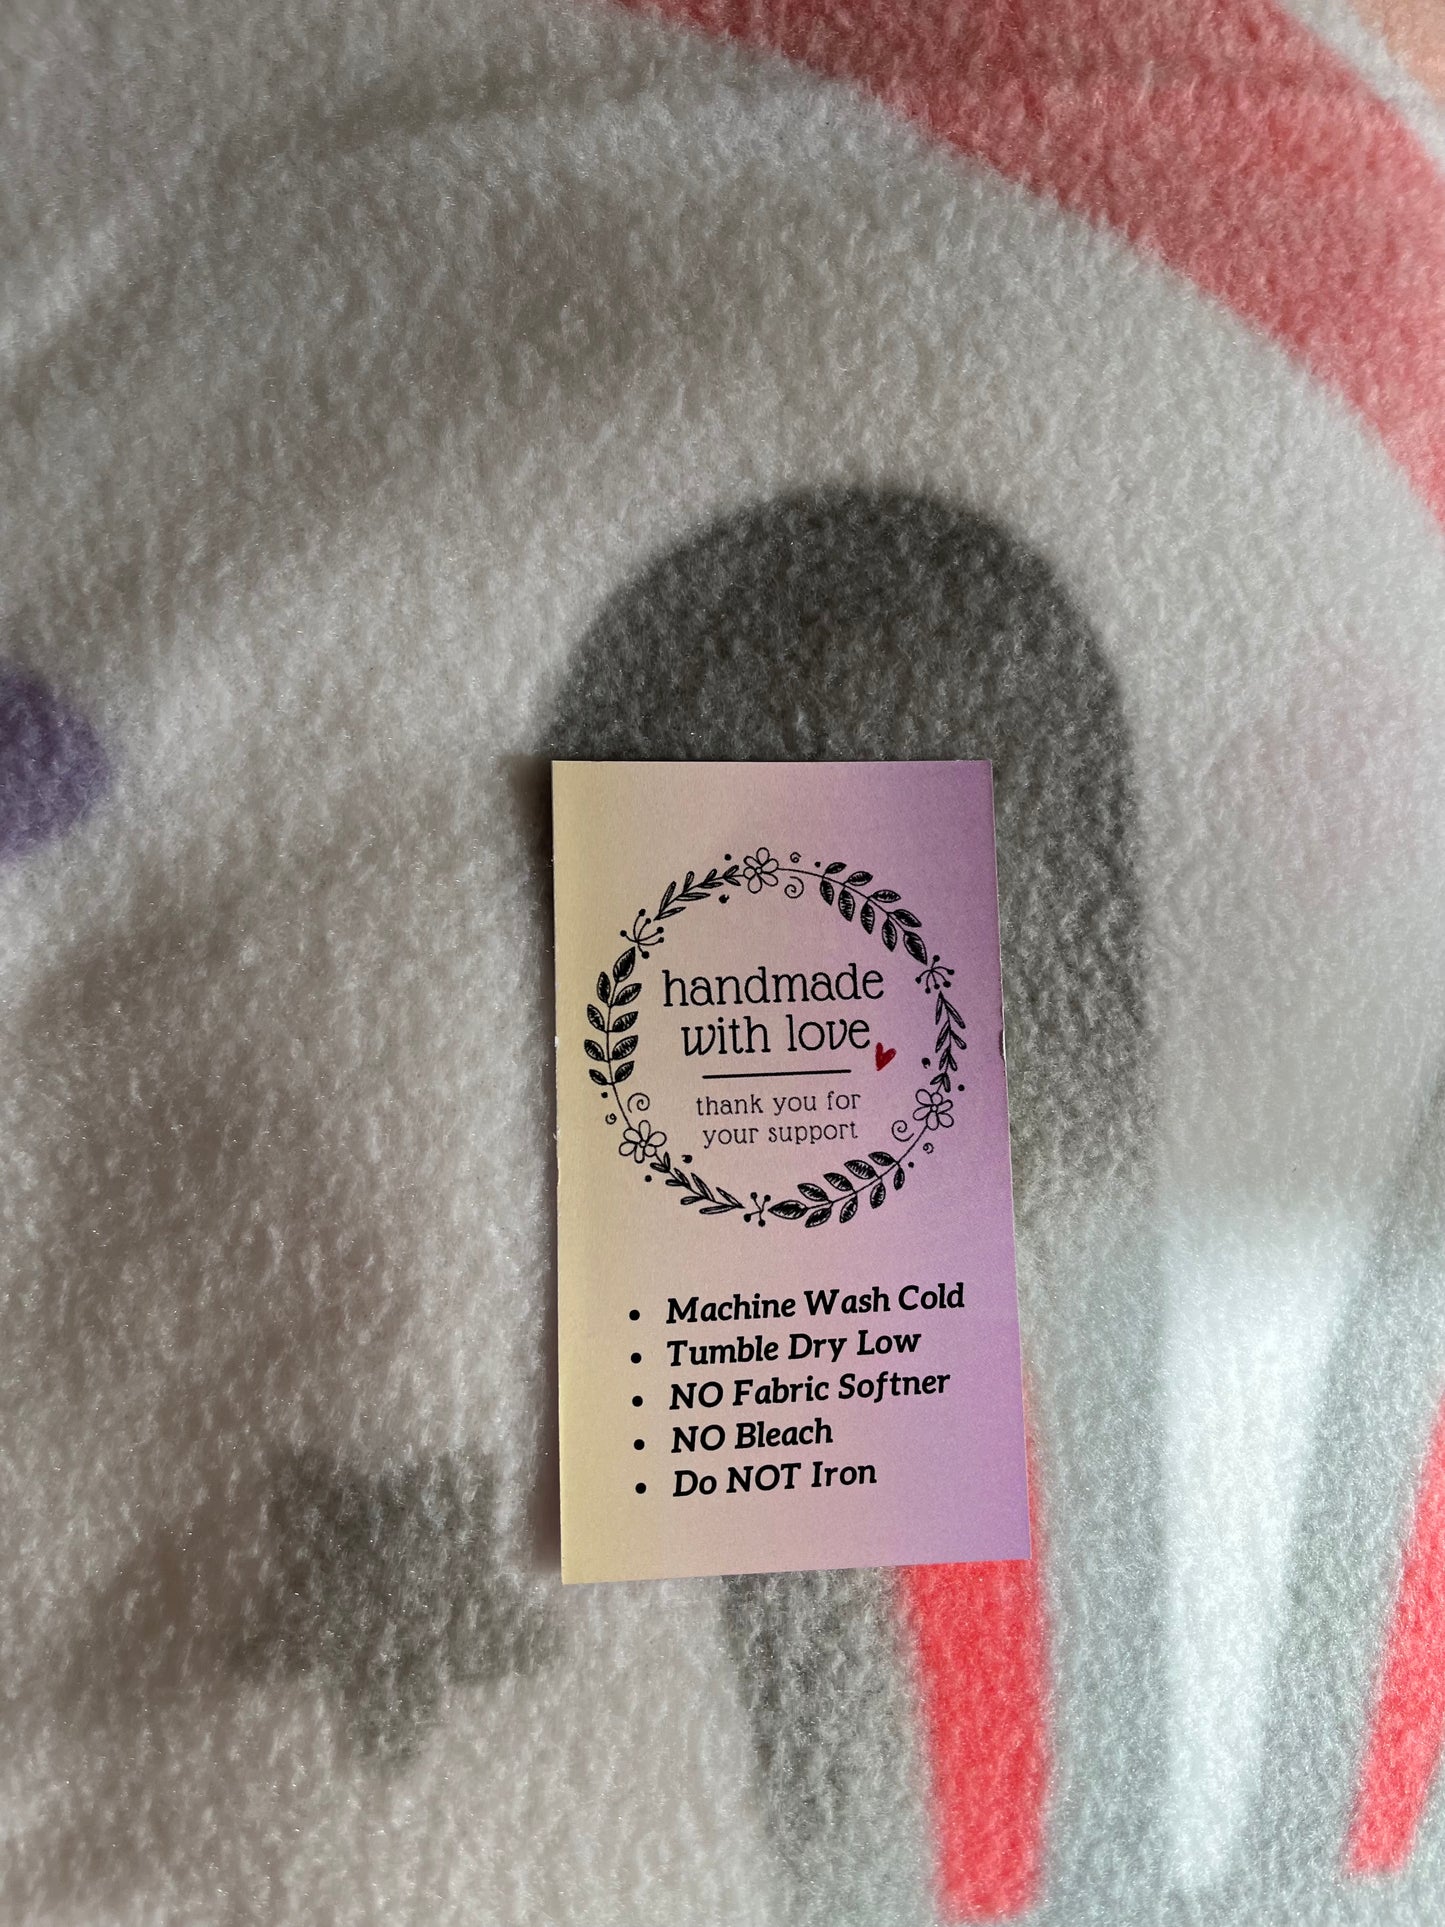 handmade
with love
thank you for
your support
• Machine Wash Cold
• Tumble Dry Low
• NO Fabric Softner
• NO Bleach
• Do NOT Iron